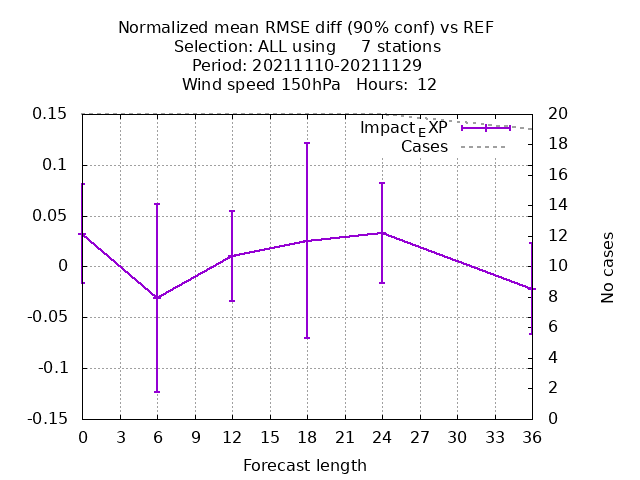 Normalized mean RMSE diff (90% conf) vs REF
Selection: ALL using     7 stations
Period: 20211110-20211129
Wind speed 150hPa   Hours:  12
Impact_EXP
Cases
0.15
0.1
0.05
0
-0.05
-0.1
-0.15
20
18
16
14
12
10
8
6
4
2
0
No cases
0 3 6 9 12 15 18 21 24 27 30 33 36
Forecast length